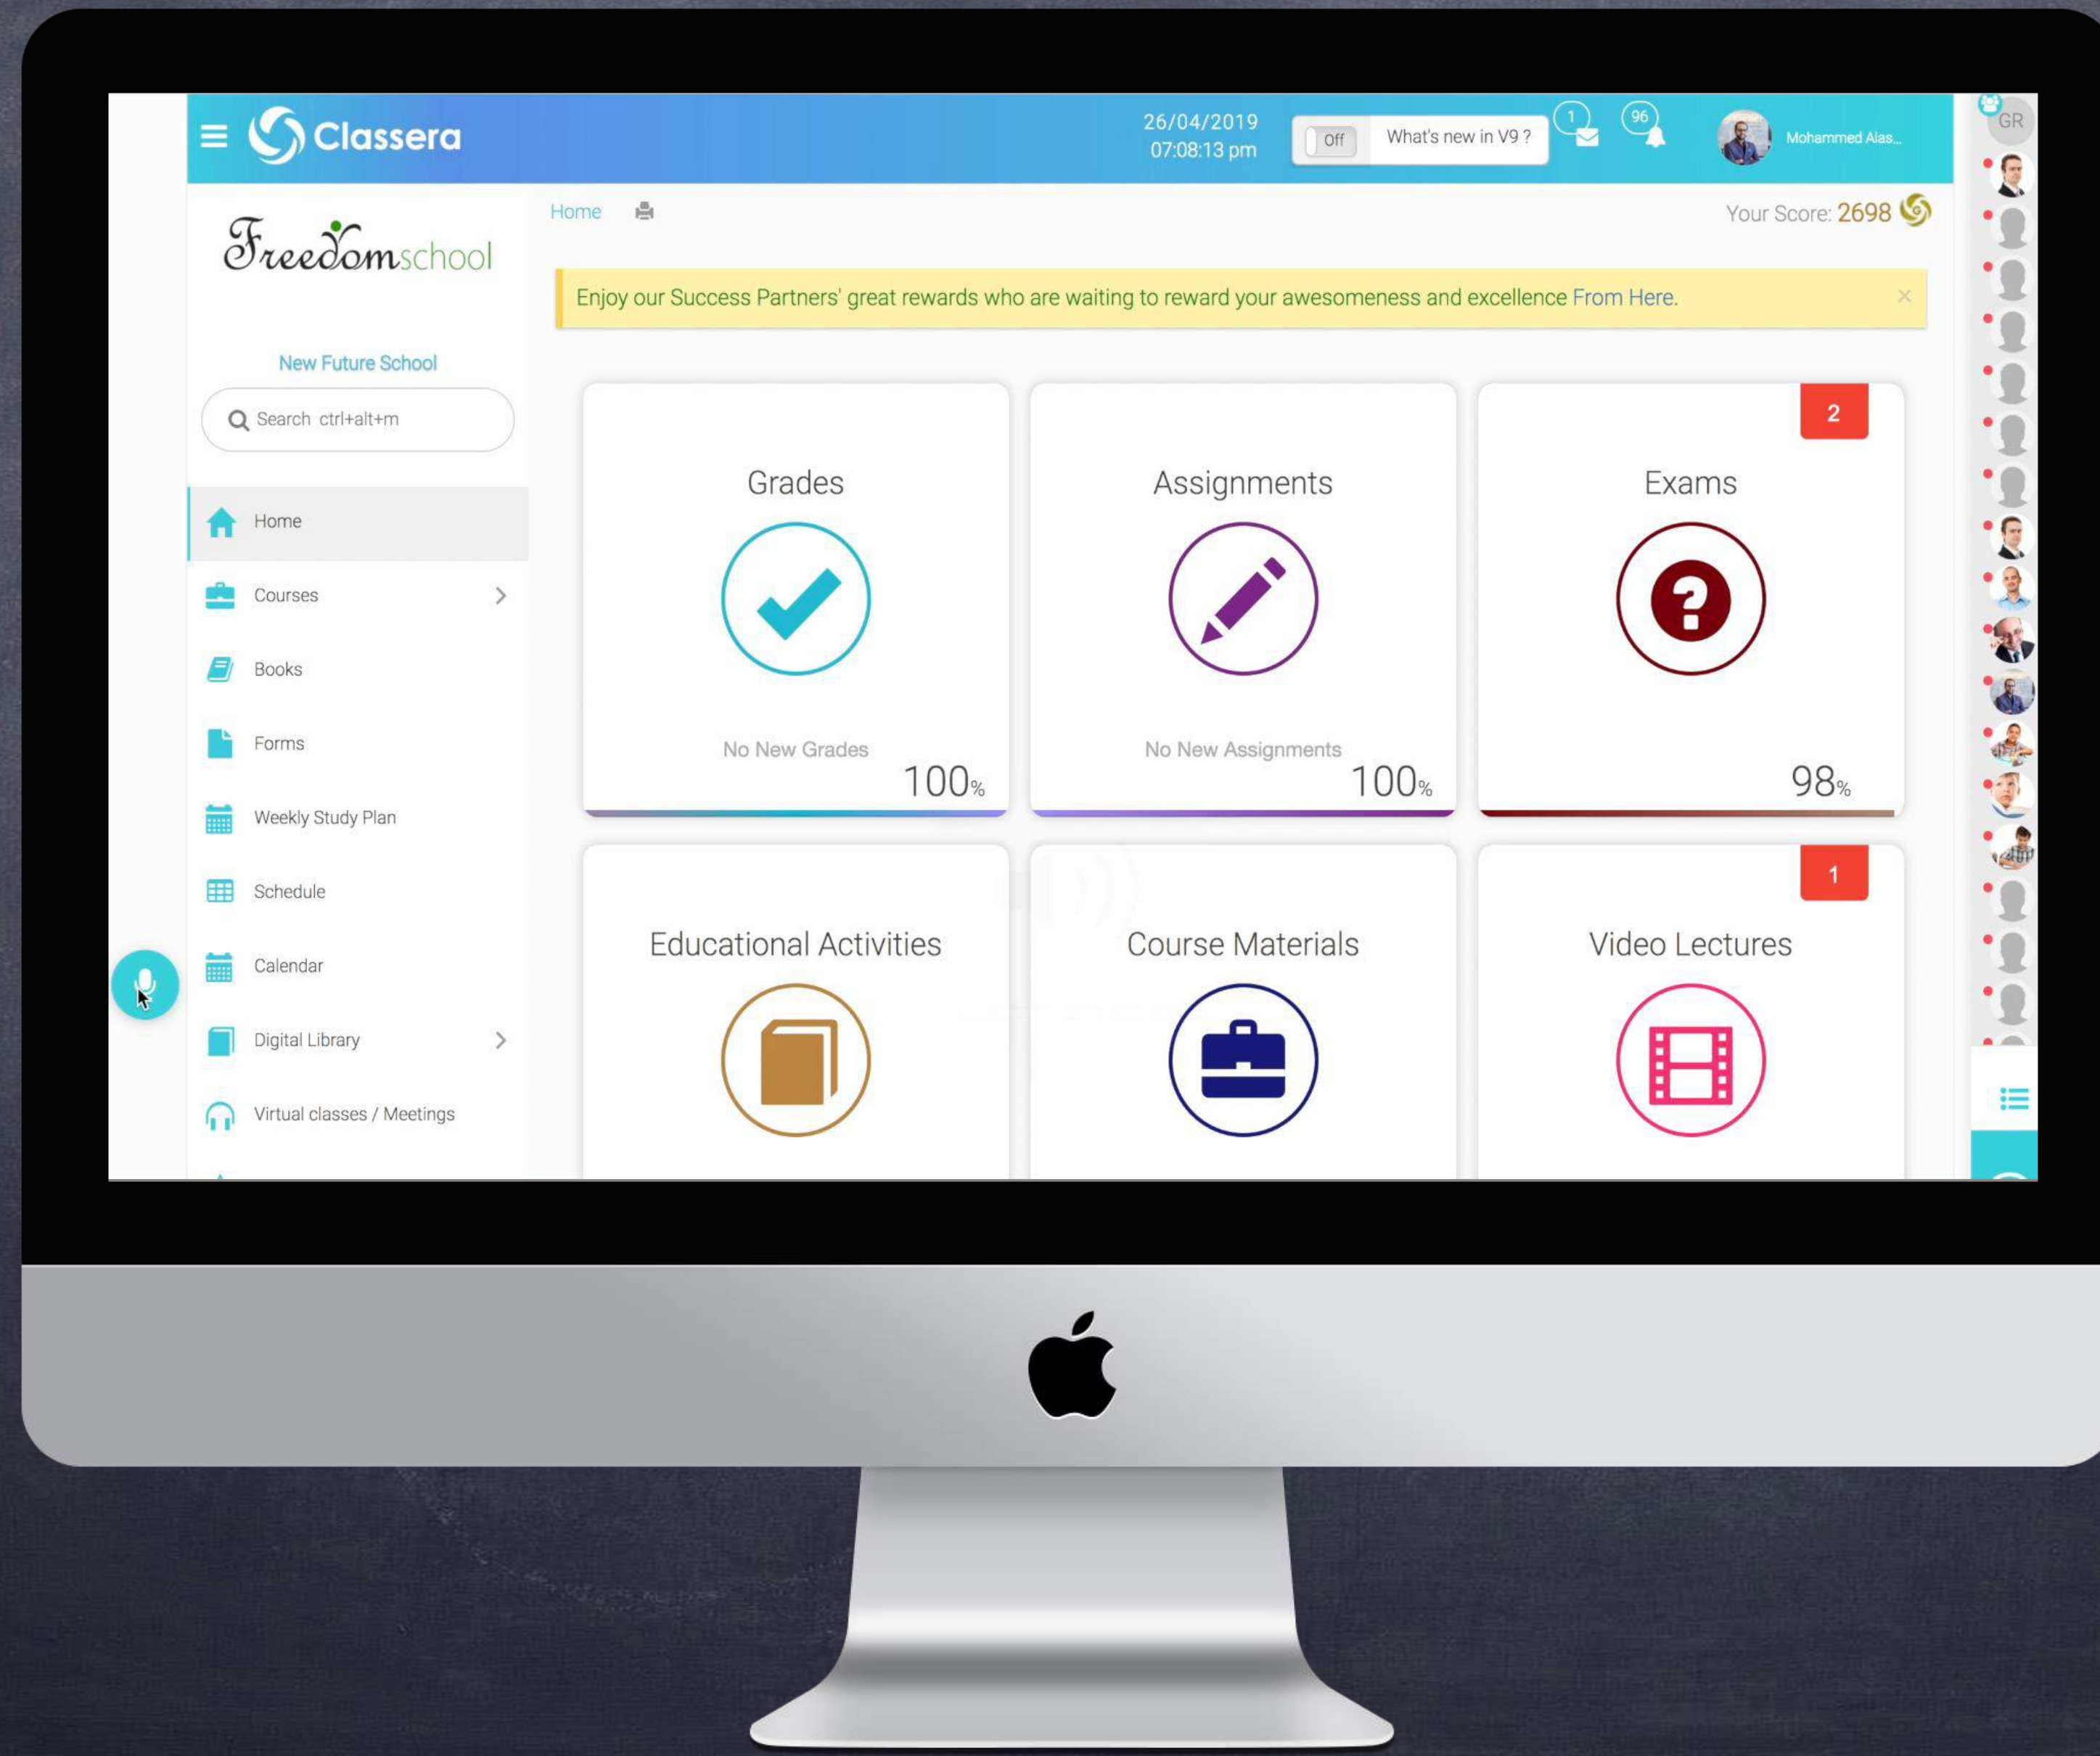 Classera
26/04/2019
07:08:13 pm
Off
What's new in V9 ?
1
96
Mohammed Alas...
GR
Freedomschool
New Future School
Search ctrl+alt+m
Home
Courses
Books
Forms
Weekly Study Plan
Schedule
Calendar
Digital Library
Virtual classes / Meetings
Home
Your Score: 2698
Enjoy our Success Partners' great rewards who are waiting to reward your awesomeness and excellence From Here.
×
Grades
No New Grades
100%
Assignments
No New Assignments
100%
2
Exams
?
98%
Educational Activities
Course Materials
1
Video Lectures